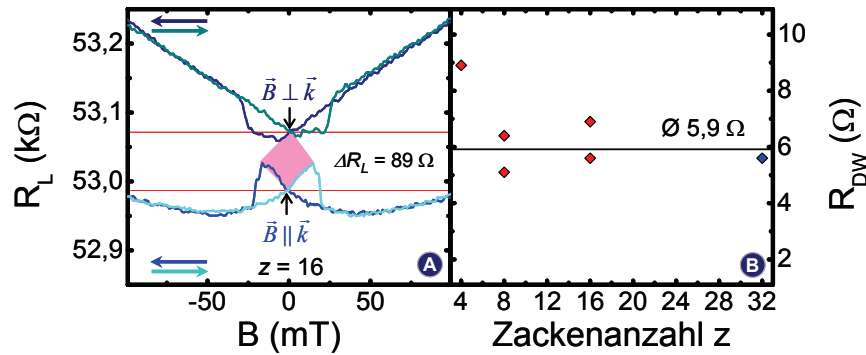 R_L (kΩ)
53,2
53,1
53,0
52,9
B⃗ ⊥ k⃗
ΔR_L = 89 Ω
B⃗ || k⃗
z = 16
A
-50 0 50
B (mT)
Ø 5,9 Ω
B
4 8 12 16 20 24 28 32
Zackenanzahl z
10
8
6
4
2
R_DW (Ω)